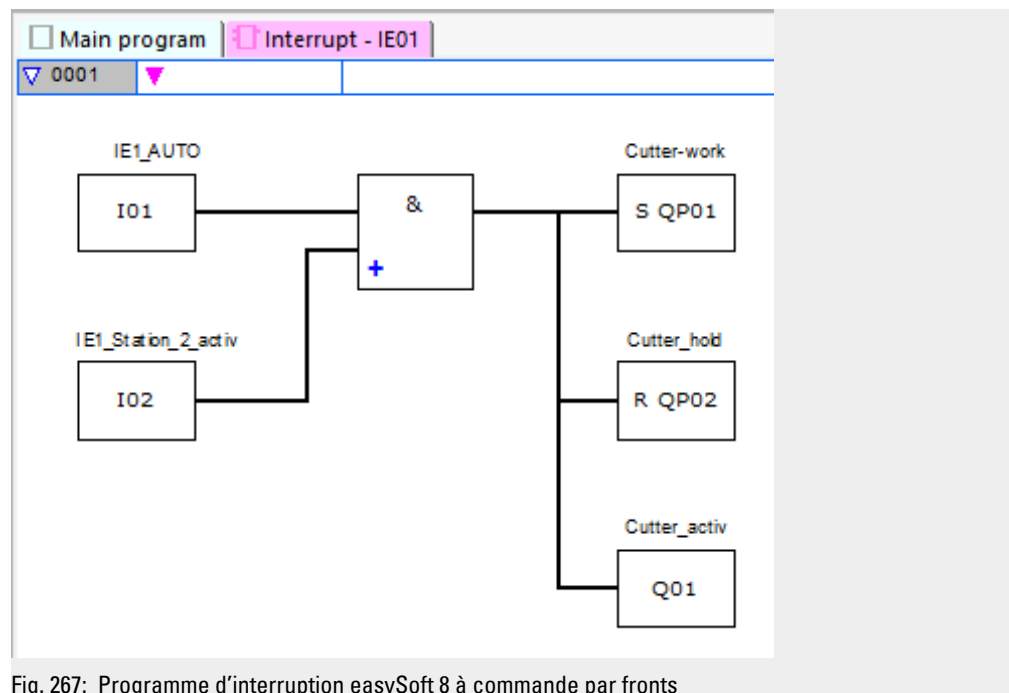 Main program Interrupt - IE01
0001
IE1_AUTO
Cutter-work
I01
&
S QP01
+
IE1_Station_2_activ
Cutter_hold
I02
R QP02
Cutter_activ
Q01
Fig. 267: Programme d'interruption easySoft 8 à commande par fronts